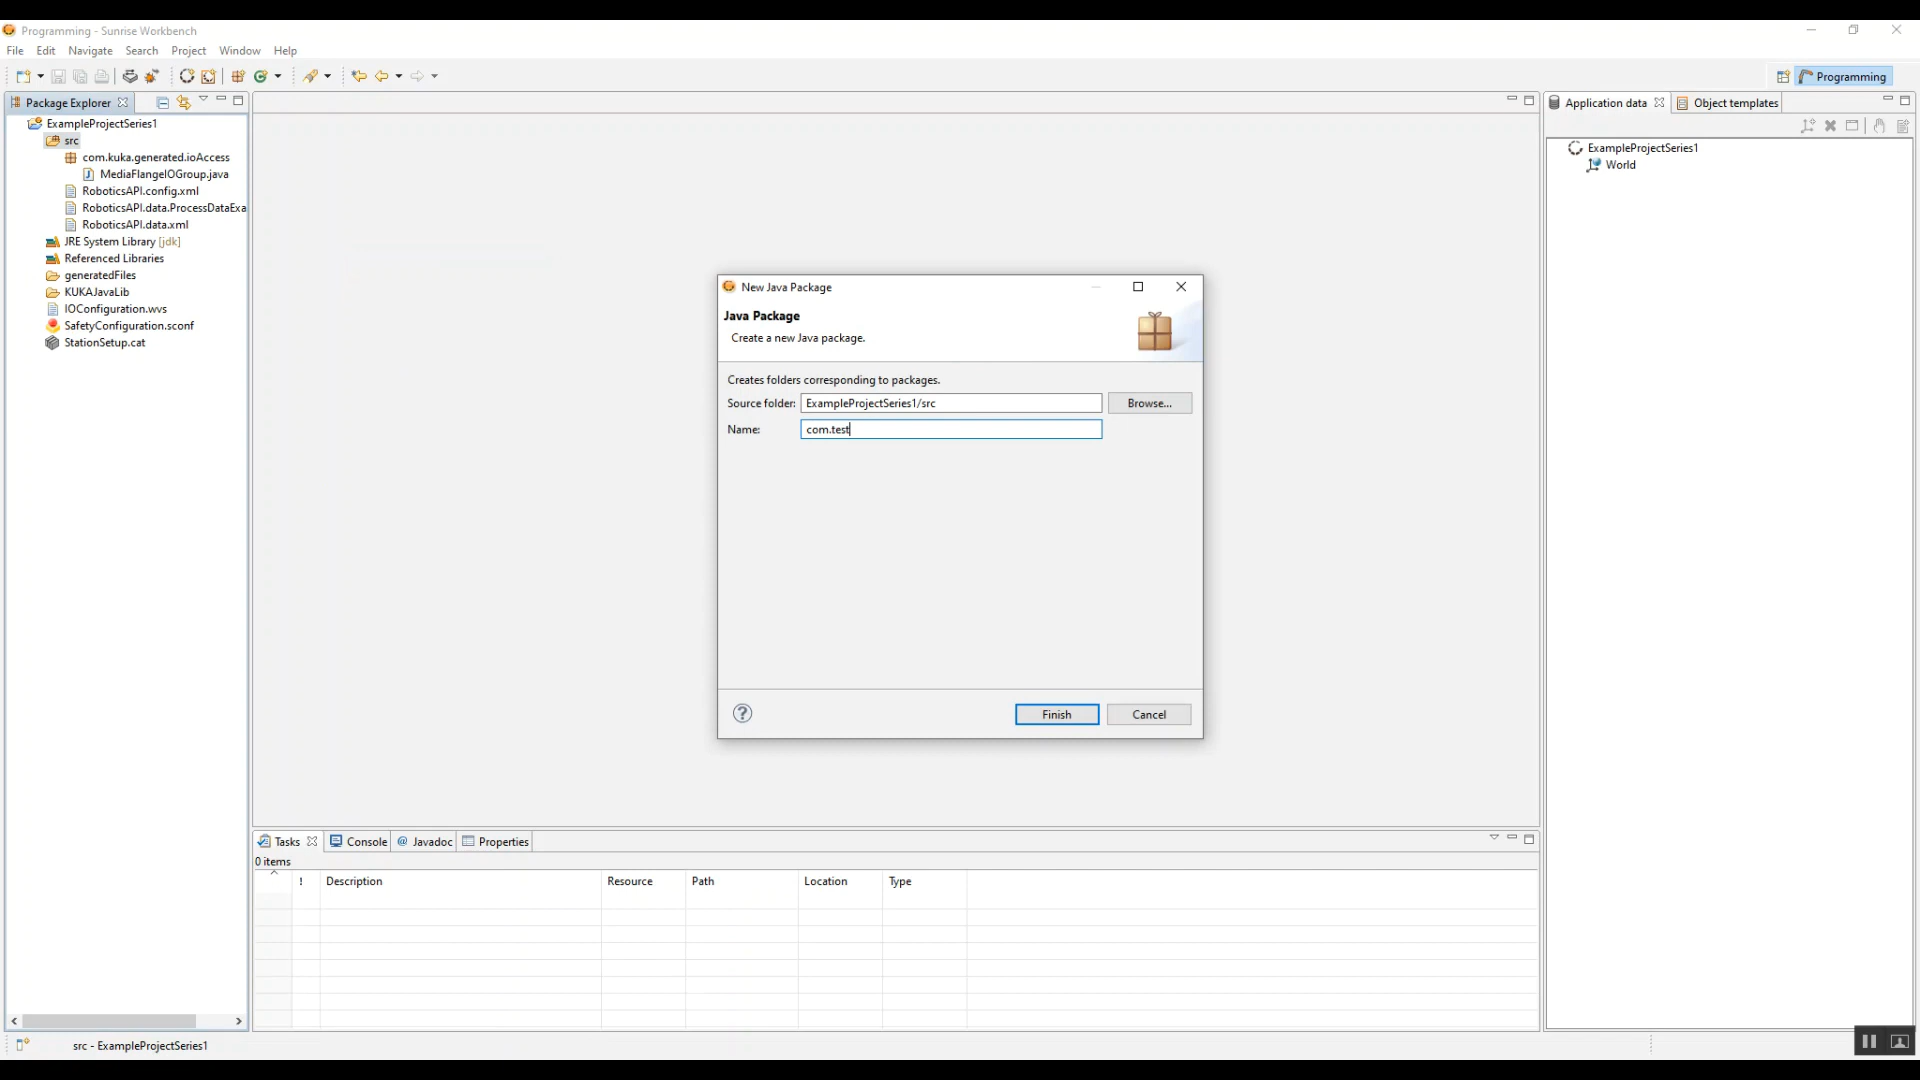 Programming - Sunrise Workbench
File Edit Navigate Search Project Window Help
Programming
Package Explorer
Application data
Object templates
ExampleProjectSeries1
src
com.kuka.generated.ioAccess
MediaFlangeIOGroup.java
RoboticsAPI.config.xml
RoboticsAPI.data.ProcessDataExa
RoboticsAPI.data.xml
JRE System Library [jdk]
Referenced Libraries
generatedFiles
KUKAJavaLib
IOConfiguration.wvs
SafetyConfiguration.sconf
StationSetup.cat
ExampleProjectSeries1
World
New Java Package
Java Package
Create a new Java package.
Creates folders corresponding to packages.
Source folder: ExampleProjectSeries1/src Browse...
Name: com.test
Finish Cancel
Tasks Console Javadoc Properties
0 items
! Description Resource Path Location Type
src - ExampleProjectSeries1